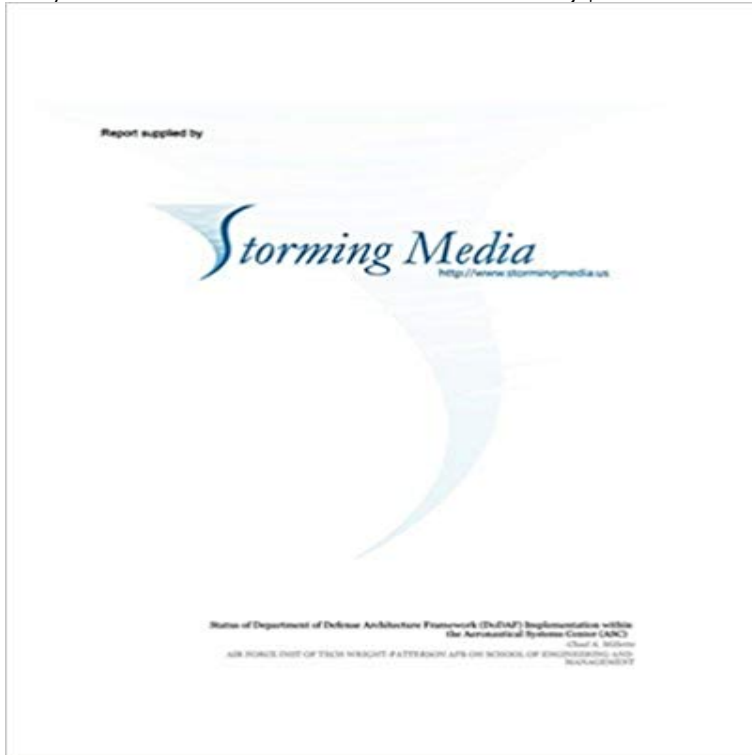 Report supplied by
Storming Media
http://www.stormingmedia.us
Status of Department of Defense Architecture Framework (DoDAF) Implementation within
the Aeronautical Systems Center (ASC)
Chad A. Millette
AIR FORCE INST OF TECH WRIGHT-PATTERSON AFB OH SCHOOL OF ENGINEERING AND
MANAGEMENT